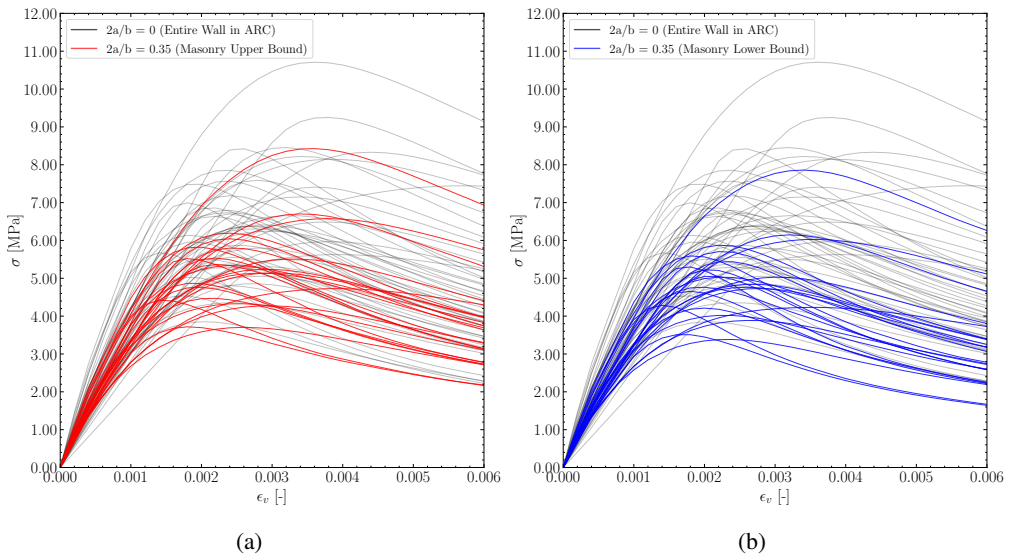 12.00
11.00
10.00
9.00
8.00
7.00
6.00
5.00
4.00
3.00
2.00
1.00
0.00
σ [MPa]
2a/b = 0 (Entire Wall in ARC)
2a/b = 0.35 (Masonry Upper Bound)
0.000 0.001 0.002 0.003 0.004 0.005 0.006
ϵv [-]
(a)
12.00
11.00
10.00
9.00
8.00
7.00
6.00
5.00
4.00
3.00
2.00
1.00
0.00
σ [MPa]
2a/b = 0 (Entire Wall in ARC)
2a/b = 0.35 (Masonry Lower Bound)
0.000 0.001 0.002 0.003 0.004 0.005 0.006
ϵv [-]
(b)